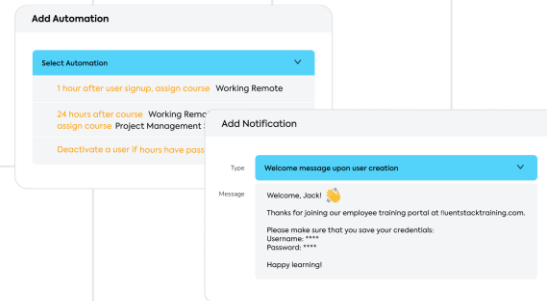 Add Automation
Select Automation
1 hour after user signup, assign course Working Remote
24 hours after course Working
assign course Project Management
Deactivate a user if hours have
Add Notification
Type
Welcome message upon user creation
Message
Welcome, Jack! 👋
Thanks for joining our employee training portal at fluentstacktraining.com.
Please make sure that you save your credentials:
Username: ****
Password: ****
Happy learning!